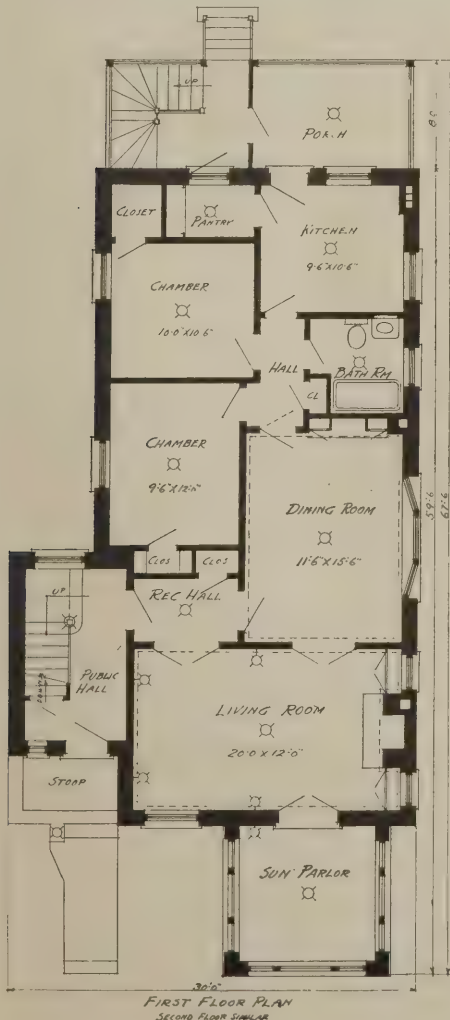 UP
PORCH
8'6
CLOSET
PANTRY
KITCHEN
9'-6"X10'-6"
CHAMBER
10'-0"X10'-6"
HALL
BATH RM
CL
CHAMBER
9'-6"X12'-6"
DINING ROOM
11'-6"X15'-6"
59'-6
67'-6
CLOS
CLOS
REC HALL
UP
PUBLIC
HALL
DOWN
LIVING ROOM
20'-0 X 12'-0"
STOOP
SUN PARLOR
30'0"
FIRST FLOOR PLAN
SECOND FLOOR SIMILAR